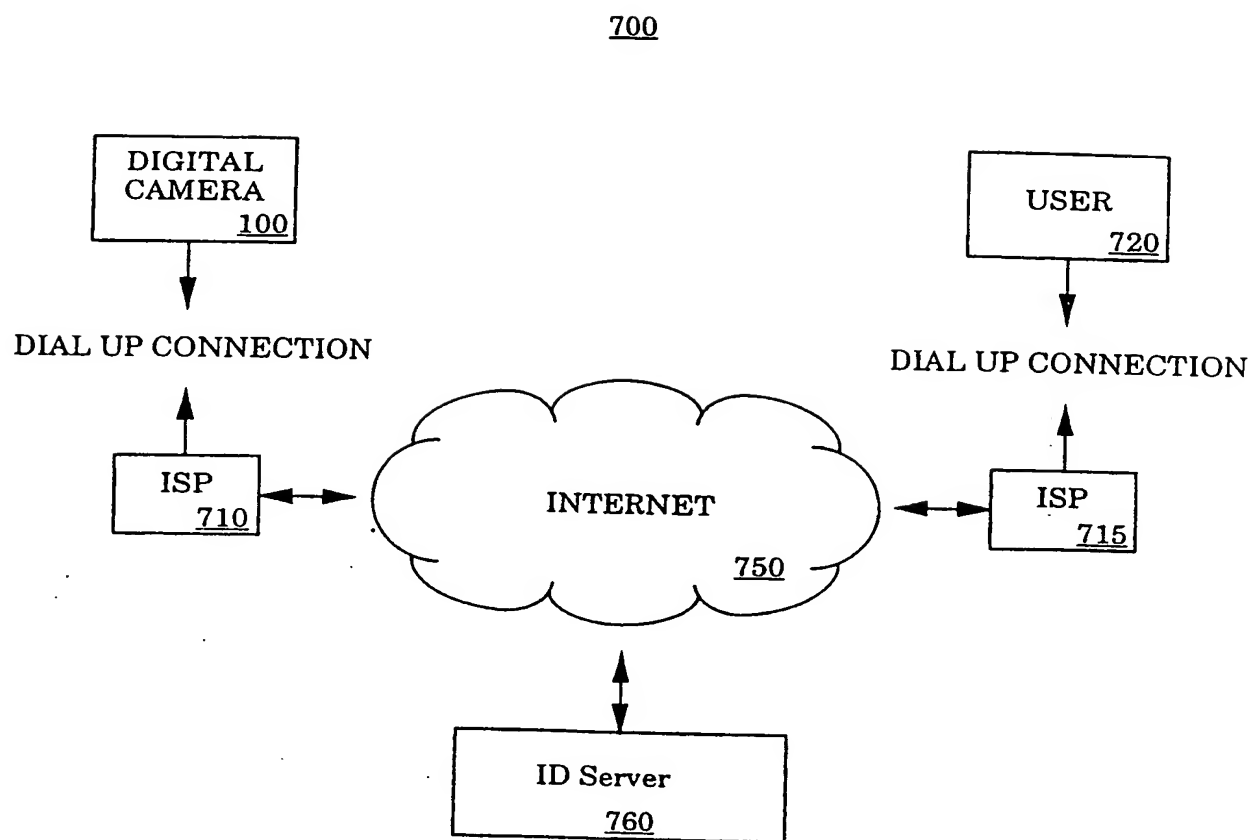 700
DIGITAL
CAMERA
100
USER
720
DIAL UP CONNECTION
DIAL UP CONNECTION
ISP
710
INTERNET
750
ISP
715
ID Server
760